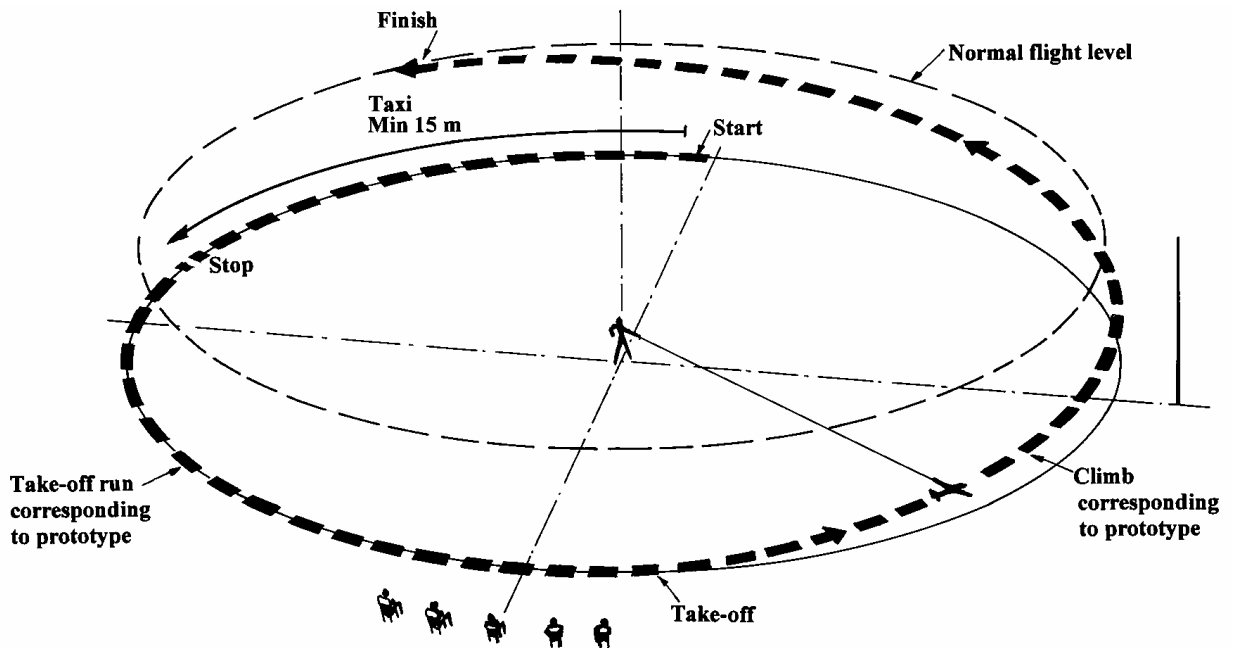 Finish
Normal flight level
Taxi
Min 15 m
Start
Stop
Take-off run
corresponding
to prototype
Climb
corresponding
to prototype
Take-off